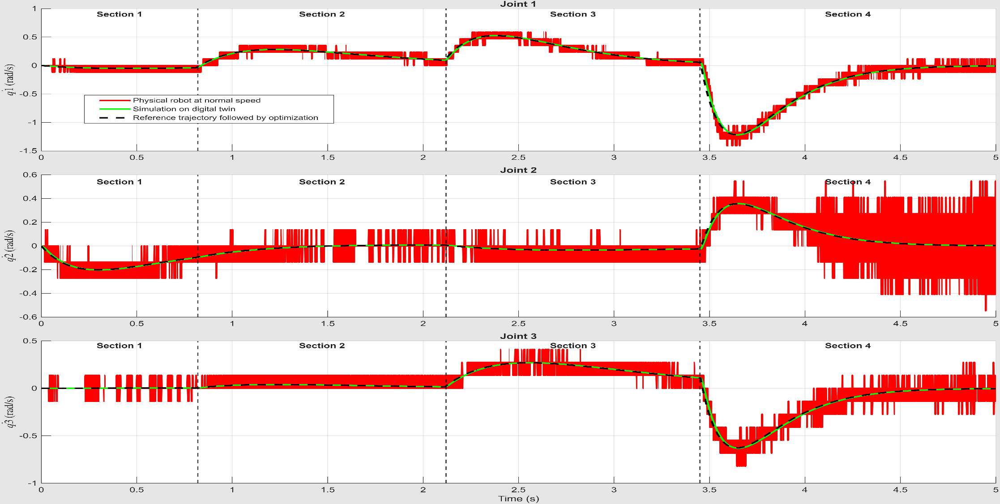 Joint 1
Section 1 Section 2 Section 3 Section 4
1
0.5
0
-0.5
-1
-1.5
q̇1 (rad/s)
Physical robot at normal speed
Simulation on digital twin
Reference trajectory followed by optimization
0 0.5 1 1.5 2 2.5 3 3.5 4 4.5 5
Joint 2
Section 1 Section 2 Section 3 Section 4
0.6
0.4
0.2
0
-0.2
-0.4
-0.6
q̇2 (rad/s)
0 0.5 1 1.5 2 2.5 3 3.5 4 4.5 5
Joint 3
Section 1 Section 2 Section 3 Section 4
0.5
0
-0.5
-1
q̇3 (rad/s)
0 0.5 1 1.5 2 2.5 3 3.5 4 4.5 5
Time (s)